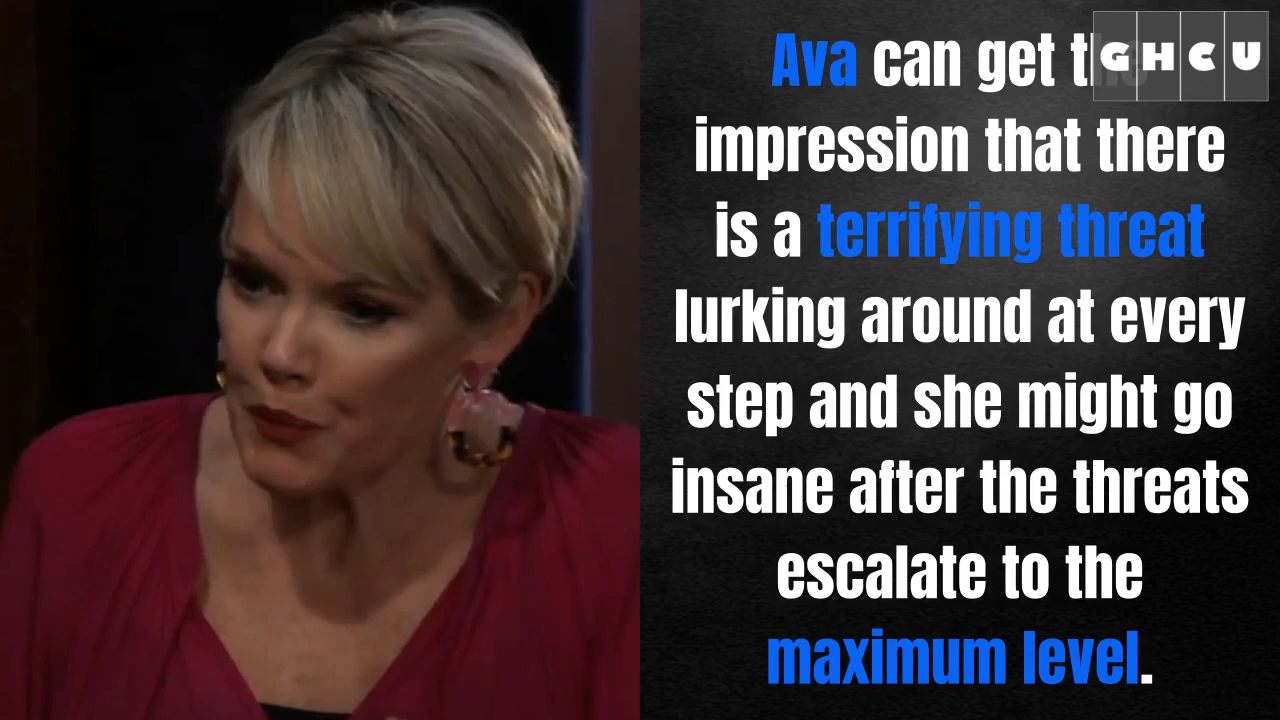 Ava can get the
GHCU
impression that there
is a terrifying threat
lurking around at every
step and she might go
insane after the threats
escalate to the
maximum level.